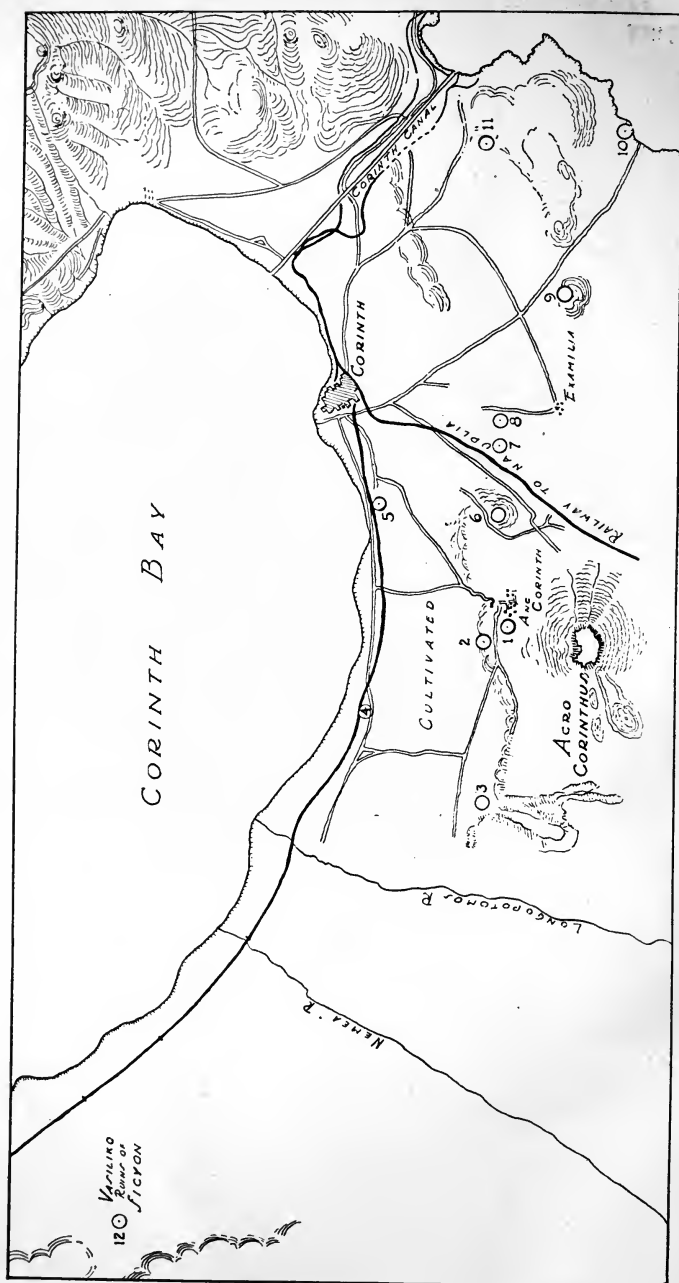 CORINTH BAY
CORINTH CANAL
CORINTH
CULTIVATED
ANC
CORINTH
ACRO
CORINTHUS
EXAMILIA
RAILWAY TO NAUPLIA
LONGOPOTOMOS R
NEMEA R
VASILIKO
RUINS OF
SICYON
1
2
3
4
5
6
7
8
9
10
11
12